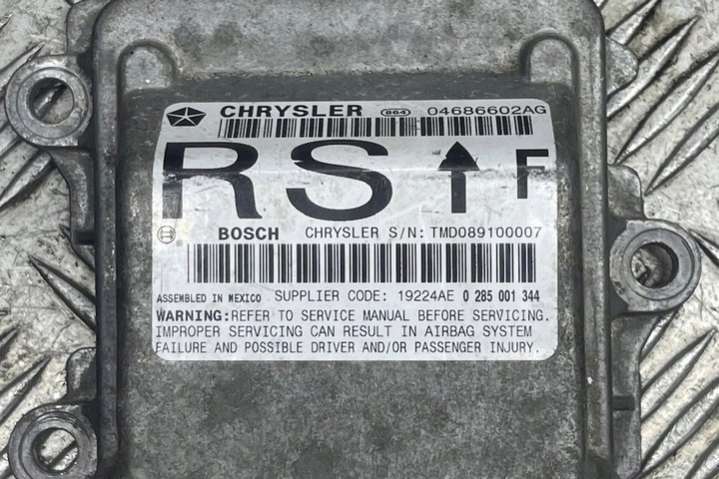 CHRYSLER 864 04686602AG
RS F
BOSCH CHRYSLER S/N: TMD089100007
ASSEMBLED IN MEXICO SUPPLIER CODE: 19224AE 0 285 001 344
WARNING:REFER TO SERVICE MANUAL BEFORE SERVICING.
IMPROPER SERVICING CAN RESULT IN AIRBAG SYSTEM
FAILURE AND POSSIBLE DRIVER AND/OR PASSENGER INJURY.